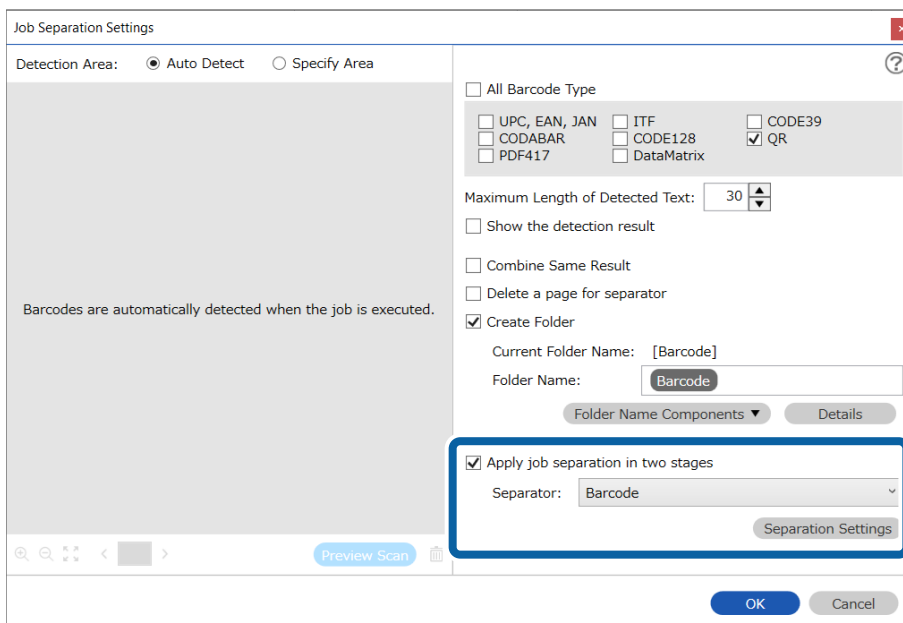 Job Separation Settings
Detection Area: Auto Detect Specify Area
All Barcode Type
UPC, EAN, JAN ITF CODE39
CODABAR CODE128 QR
PDF417 DataMatrix
Maximum Length of Detected Text: 30
Show the detection result
Combine Same Result
Delete a page for separator
Barcodes are automatically detected when the job is executed.
Create Folder
Current Folder Name: [Barcode]
Folder Name: Barcode
Folder Name Components Details
Apply job separation in two stages
Separator: Barcode
Separation Settings
Preview Scan
OK Cancel